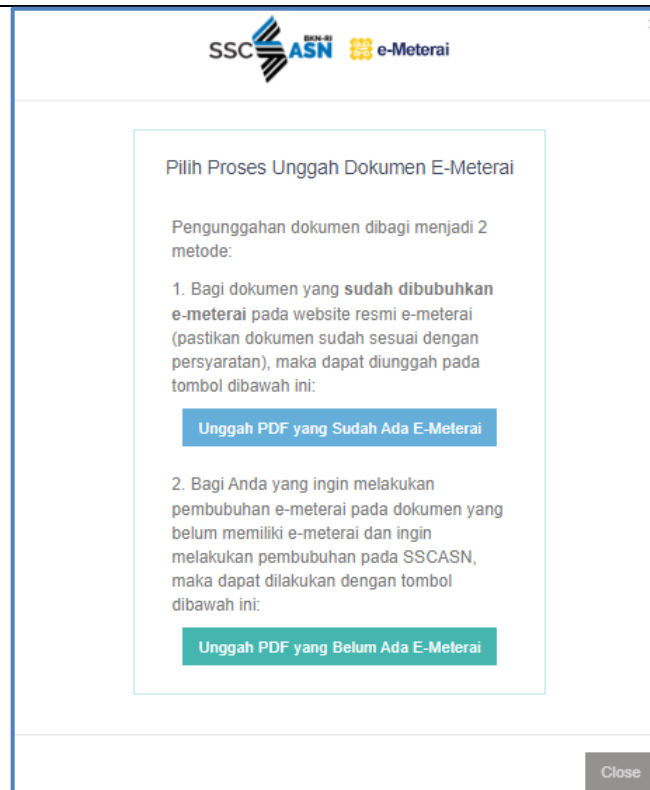 BKN-RI
SSC ASN e-Meterai
Pilih Proses Unggah Dokumen E-Meterai
Pengunggahan dokumen dibagi menjadi 2
metode:
1. Bagi dokumen yang sudah dibubuhkan
e-meterai pada website resmi e-meterai
(pastikan dokumen sudah sesuai dengan
persyaratan), maka dapat diunggah pada
tombol dibawah ini:
Unggah PDF yang Sudah Ada E-Meterai
2. Bagi Anda yang ingin melakukan
pembubuhan e-meterai pada dokumen yang
belum memiliki e-meterai dan ingin
melakukan pembubuhan pada SSCASN,
maka dapat dilakukan dengan tombol
dibawah ini:
Unggah PDF yang Belum Ada E-Meterai
Close